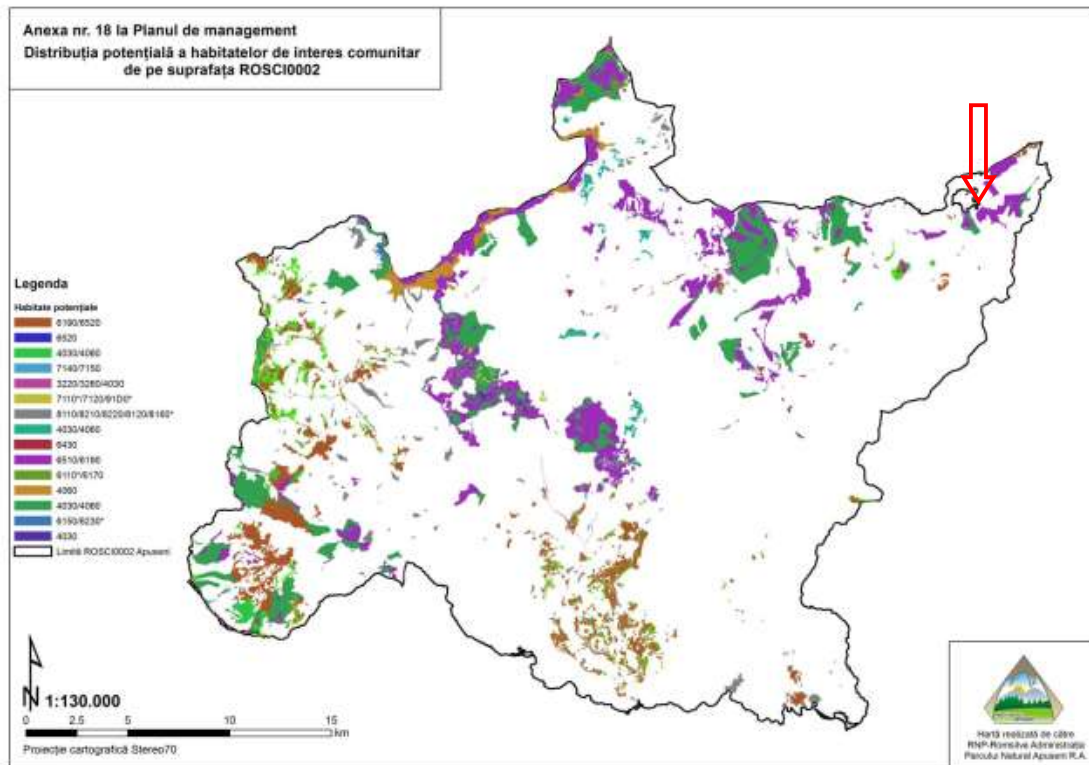 Anexa nr. 18 la Planul de management
Distribuția potențială a habitatelor de interes comunitar
de pe suprafața ROSCI0002
Legenda
Habitate potențiale
6190/6520
6520
4030/4060
7140/7150
3220/3260/4030
7110*/7120/91D0*
8110/8210/8220/8120/8160*
4030/4060
6430
6510/6190
6110*/6170
4060
4030/4060
6150/6230*
4030
Limită ROSCI0002 Apuseni
N 1:130.000
0 2.5 5 10 15
km
Proiecție cartografică Stereo70
Hartă realizată de către
RNP-Romsilva Administrația
Parcului Natural Apuseni R.A.